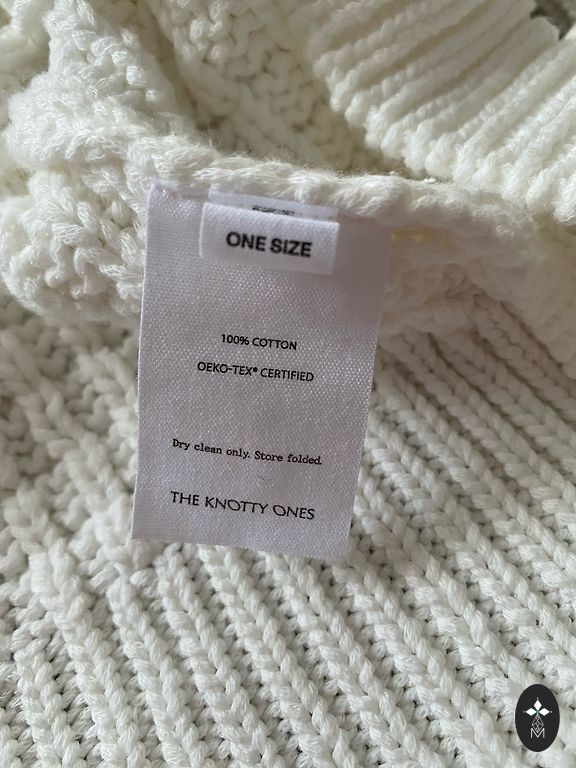 ONE SIZE
100% COTTON
OEKO-TEX® CERTIFIED
Dry clean only. Store folded.
THE KNOTTY ONES